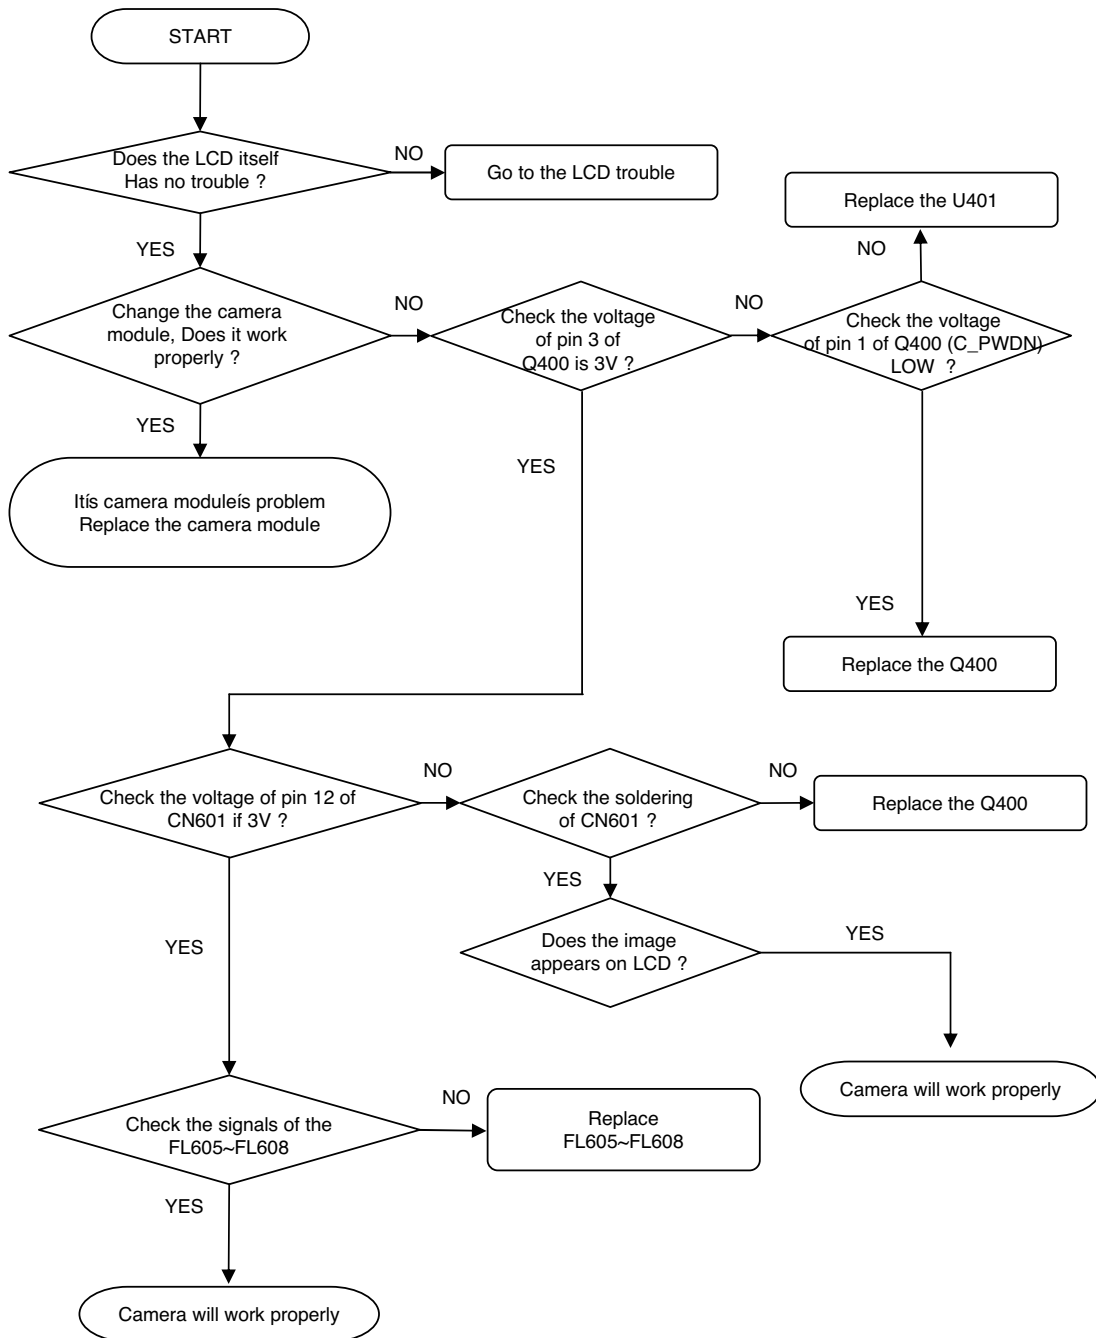 START
Does the LCD itself
Has no trouble ?
NO
Go to the LCD trouble
Replace the U401
YES
NO
Change the camera
module, Does it work
properly ?
NO
Check the voltage
of pin 3 of
Q400 is 3V ?
NO
Check the voltage
of pin 1 of Q400 (C_PWDN)
LOW ?
YES
YES
YES
Itís camera moduleís problem
Replace the camera module
Replace the Q400
Check the voltage of pin 12 of
CN601 if 3V ?
NO
Check the soldering
of CN601 ?
NO
Replace the Q400
YES
YES
Does the image
appears on LCD ?
YES
Camera will work properly
Check the signals of the
FL605~FL608
NO
Replace
FL605~FL608
YES
Camera will work properly